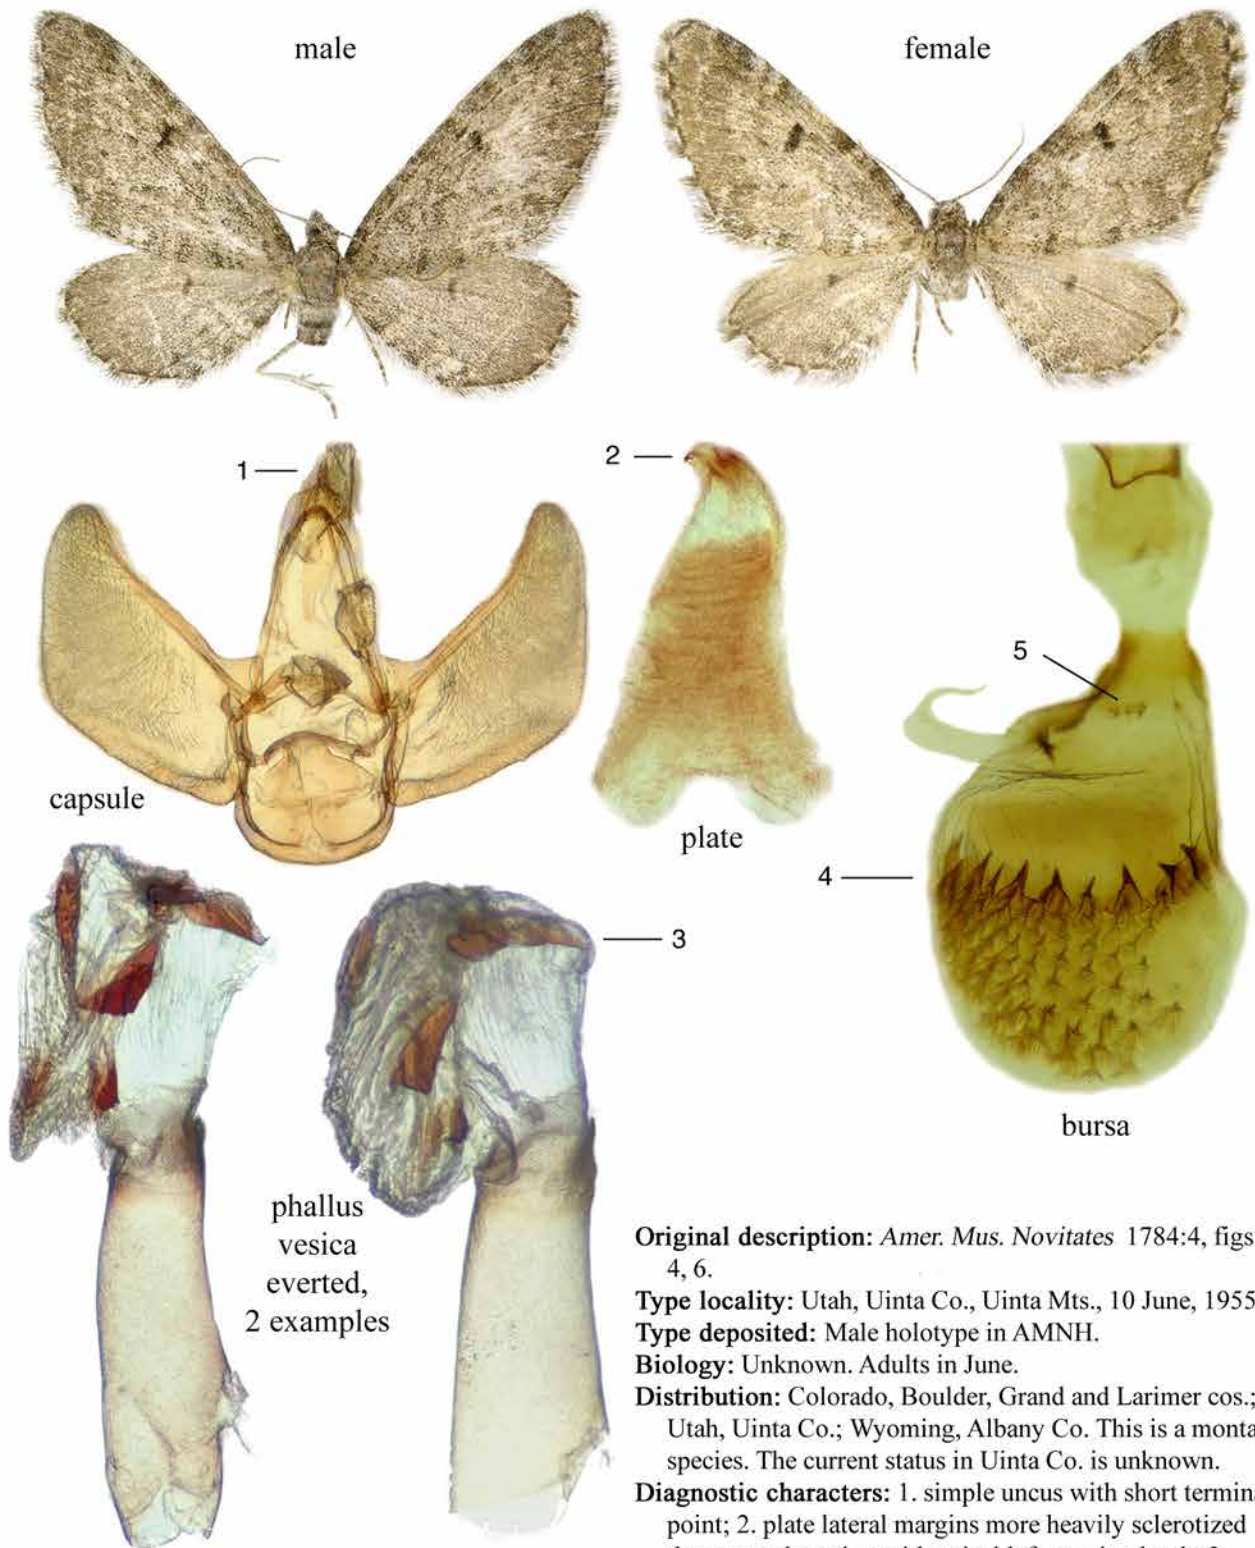 male
female
1
2
capsule
plate
5
4
3
bursa
phallus
vesica
everted,
2 examples
Original description: Amer. Mus. Novitates 1784:4, figs
4, 6.
Type locality: Utah, Uinta Co., Uinta Mts., 10 June, 1955
Type deposited: Male holotype in AMNH.
Biology: Unknown. Adults in June.
Distribution: Colorado, Boulder, Grand and Larimer cos.;
Utah, Uinta Co.; Wyoming, Albany Co. This is a monta
species. The current status in Uinta Co. is unknown.
Diagnostic characters: 1. simple uncus with short termina
point; 2. plate lateral margins more heavily sclerotized